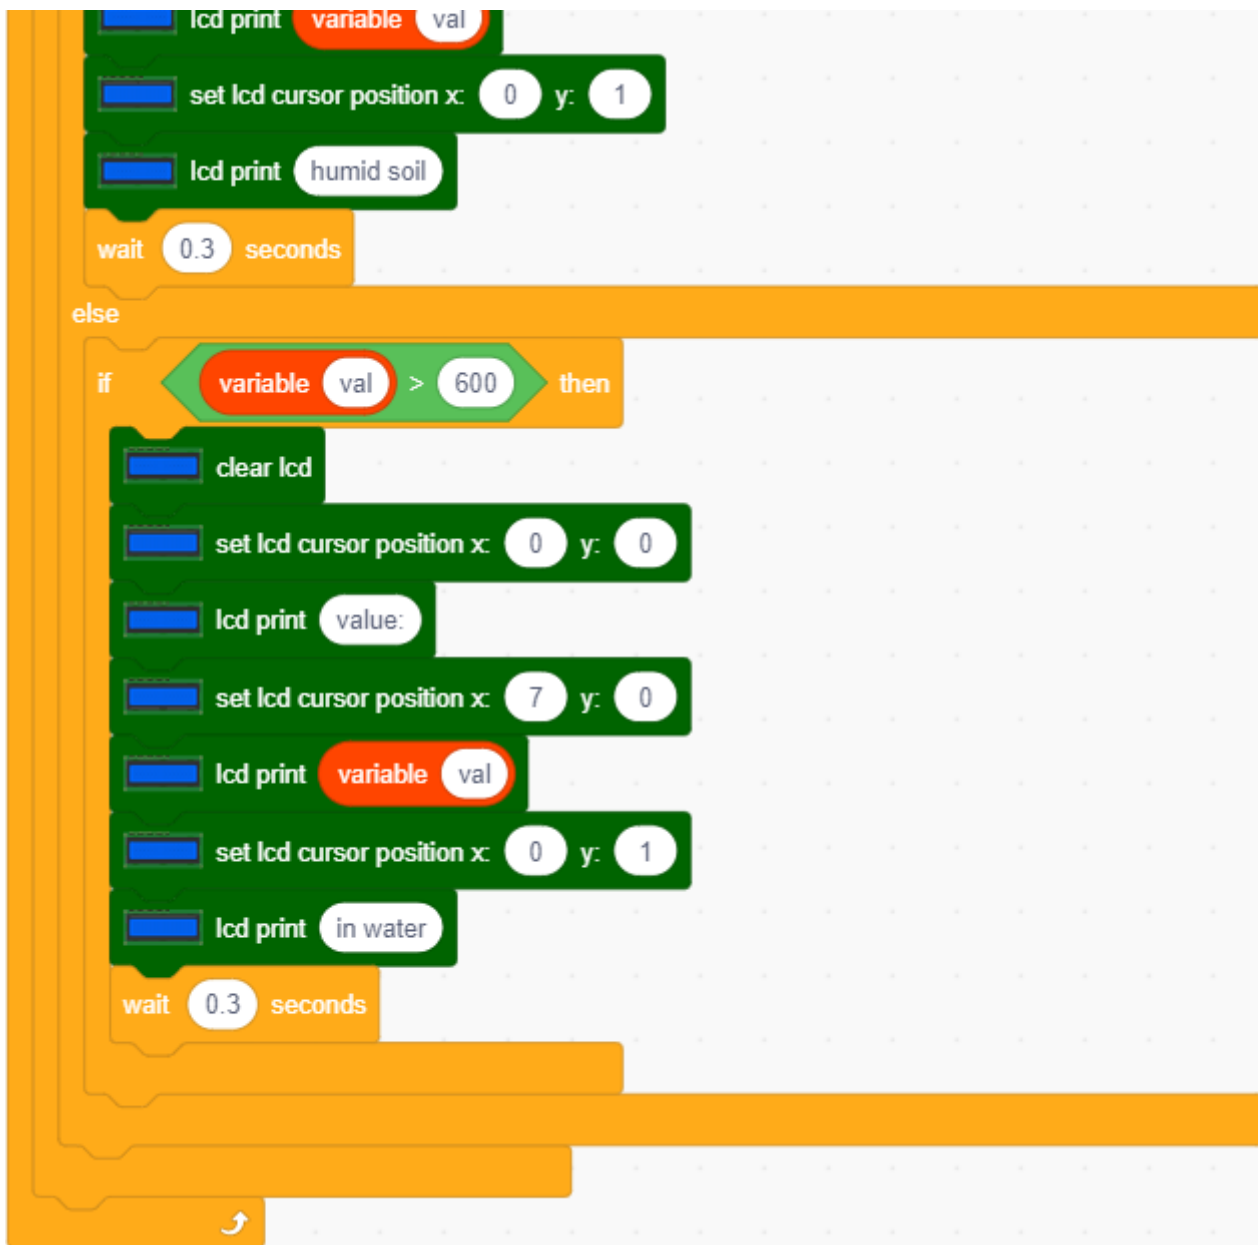 lcd print variable val
set lcd cursor position x: 0 y: 1
lcd print humid soil
wait 0.3 seconds
else
if variable val > 600 then
clear lcd
set lcd cursor position x: 0 y: 0
lcd print value:
set lcd cursor position x: 7 y: 0
lcd print variable val
set lcd cursor position x: 0 y: 1
lcd print in water
wait 0.3 seconds